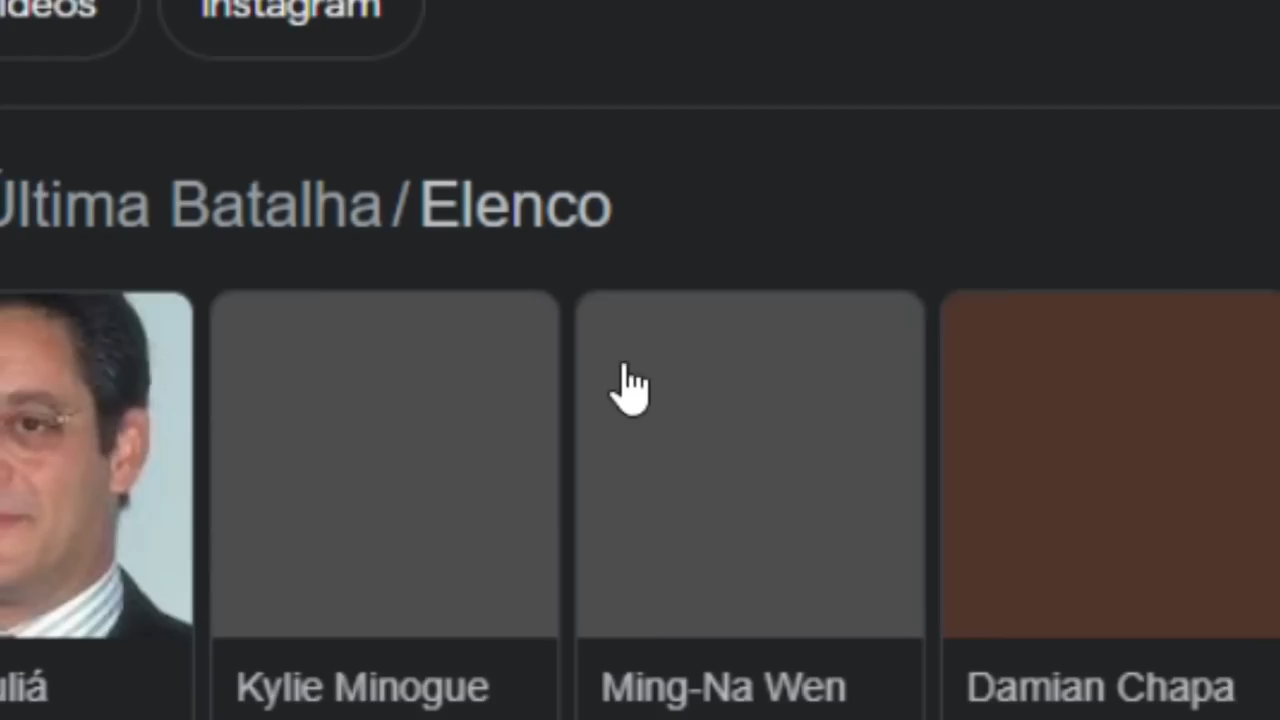 Instagram
Última Batalha / Elenco
Kylie Minogue
Ming-Na Wen
Damian Chapa